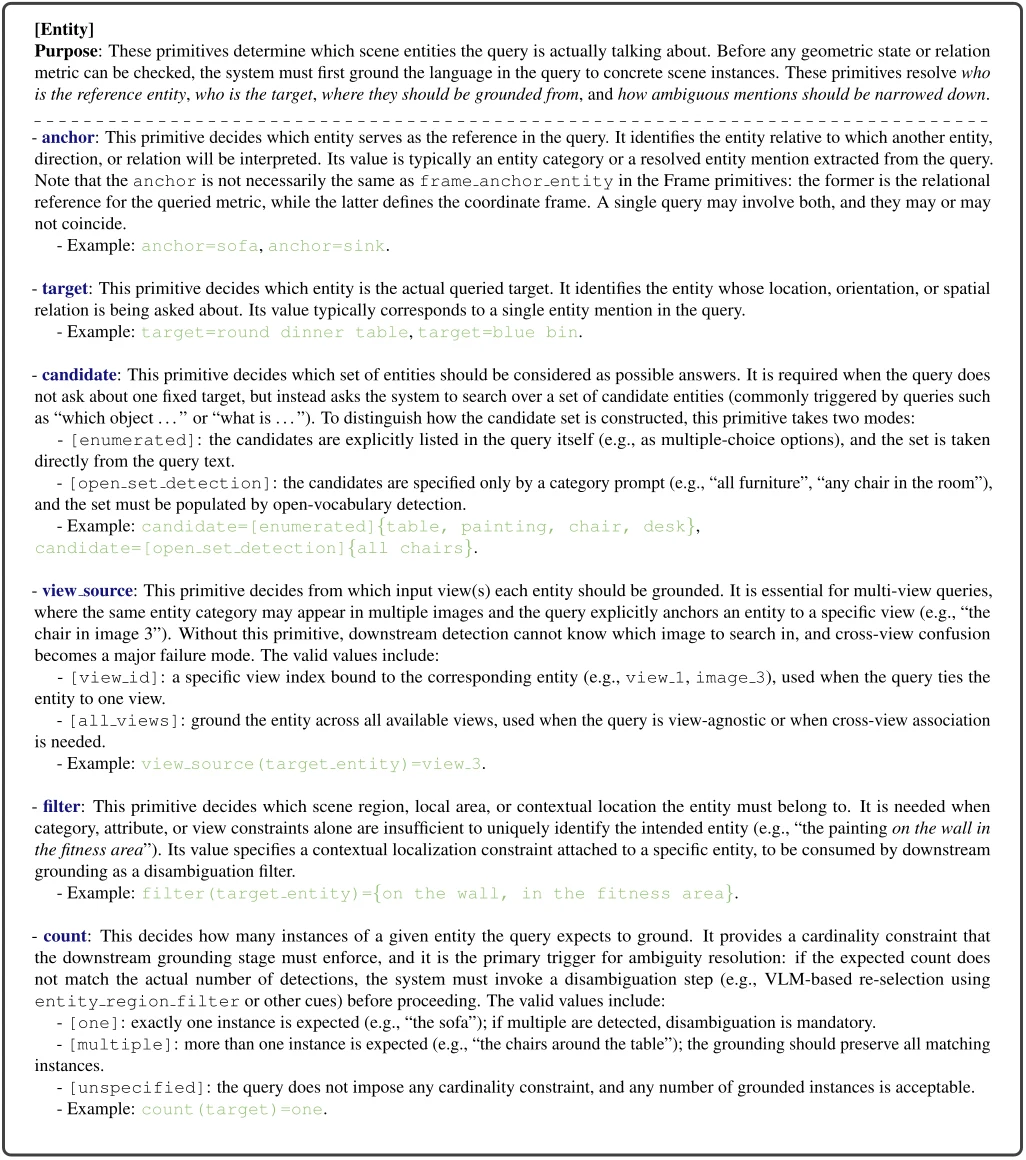 [Entity]
Purpose: These primitives determine which scene entities the query is actually talking about. Before any geometric state or relation
metric can be checked, the system must first ground the language in the query to concrete scene instances. These primitives resolve who
is the reference entity, who is the target, where they should be grounded from, and how ambiguous mentions should be narrowed down.
- anchor: This primitive decides which entity serves as the reference in the query. It identifies the entity relative to which another entity,
direction, or relation will be interpreted. Its value is typically an entity category or a resolved entity mention extracted from the query.
Note that the anchor is not necessarily the same as frame_anchor_entity in the Frame primitives: the former is the relational
reference for the queried metric, while the latter defines the coordinate frame. A single query may involve both, and they may or may
not coincide.
- Example: anchor=sofa, anchor=sink.
- target: This primitive decides which entity is the actual queried target. It identifies the entity whose location, orientation, or spatial
relation is being asked about. Its value typically corresponds to a single entity mention in the query.
- Example: target=round dinner table, target=blue bin.
- candidate: This primitive decides which set of entities should be considered as possible answers. It is required when the query does
not ask about one fixed target, but instead asks the system to search over a set of candidate entities (commonly triggered by queries such
as “which object ...” or “what is ...”). To distinguish how the candidate set is constructed, this primitive takes two modes:
- [enumerated]: the candidates are explicitly listed in the query itself (e.g., as multiple-choice options), and the set is taken
directly from the query text.
- [open_set_detection]: the candidates are specified only by a category prompt (e.g., “all furniture”, “any chair in the room”),
and the set must be populated by open-vocabulary detection.
- Example: candidate=[enumerated]{table, painting, chair, desk},
candidate=[open_set_detection]{all chairs}.
- view_source: This primitive decides from which input view(s) each entity should be grounded. It is essential for multi-view queries,
where the same entity category may appear in multiple images and the query explicitly anchors an entity to a specific view (e.g., “the
chair in image 3”). Without this primitive, downstream detection cannot know which image to search in, and cross-view confusion
becomes a major failure mode. The valid values include:
- [view_id]: a specific view index bound to the corresponding entity (e.g., view_1, image_3), used when the query ties the
entity to one view.
- [all_views]: ground the entity across all available views, used when the query is view-agnostic or when cross-view association
is needed.
- Example: view_source(target_entity)=view_3.
- filter: This primitive decides which scene region, local area, or contextual location the entity must belong to. It is needed when
category, attribute, or view constraints alone are insufficient to uniquely identify the intended entity (e.g., “the painting on the wall in
the fitness area”). Its value specifies a contextual localization constraint attached to a specific entity, to be consumed by downstream
grounding as a disambiguation filter.
- Example: filter(target_entity)={on the wall, in the fitness area}.
- count: This decides how many instances of a given entity the query expects to ground. It provides a cardinality constraint that
the downstream grounding stage must enforce, and it is the primary trigger for ambiguity resolution: if the expected count does
not match the actual number of detections, the system must invoke a disambiguation step (e.g., VLM-based re-selection using
entity_region_filter or other cues) before proceeding. The valid values include:
- [one]: exactly one instance is expected (e.g., “the sofa”); if multiple are detected, disambiguation is mandatory.
- [multiple]: more than one instance is expected (e.g., “the chairs around the table”); the grounding should preserve all matching
instances.
- [unspecified]: the query does not impose any cardinality constraint, and any number of grounded instances is acceptable.
- Example: count(target)=one.